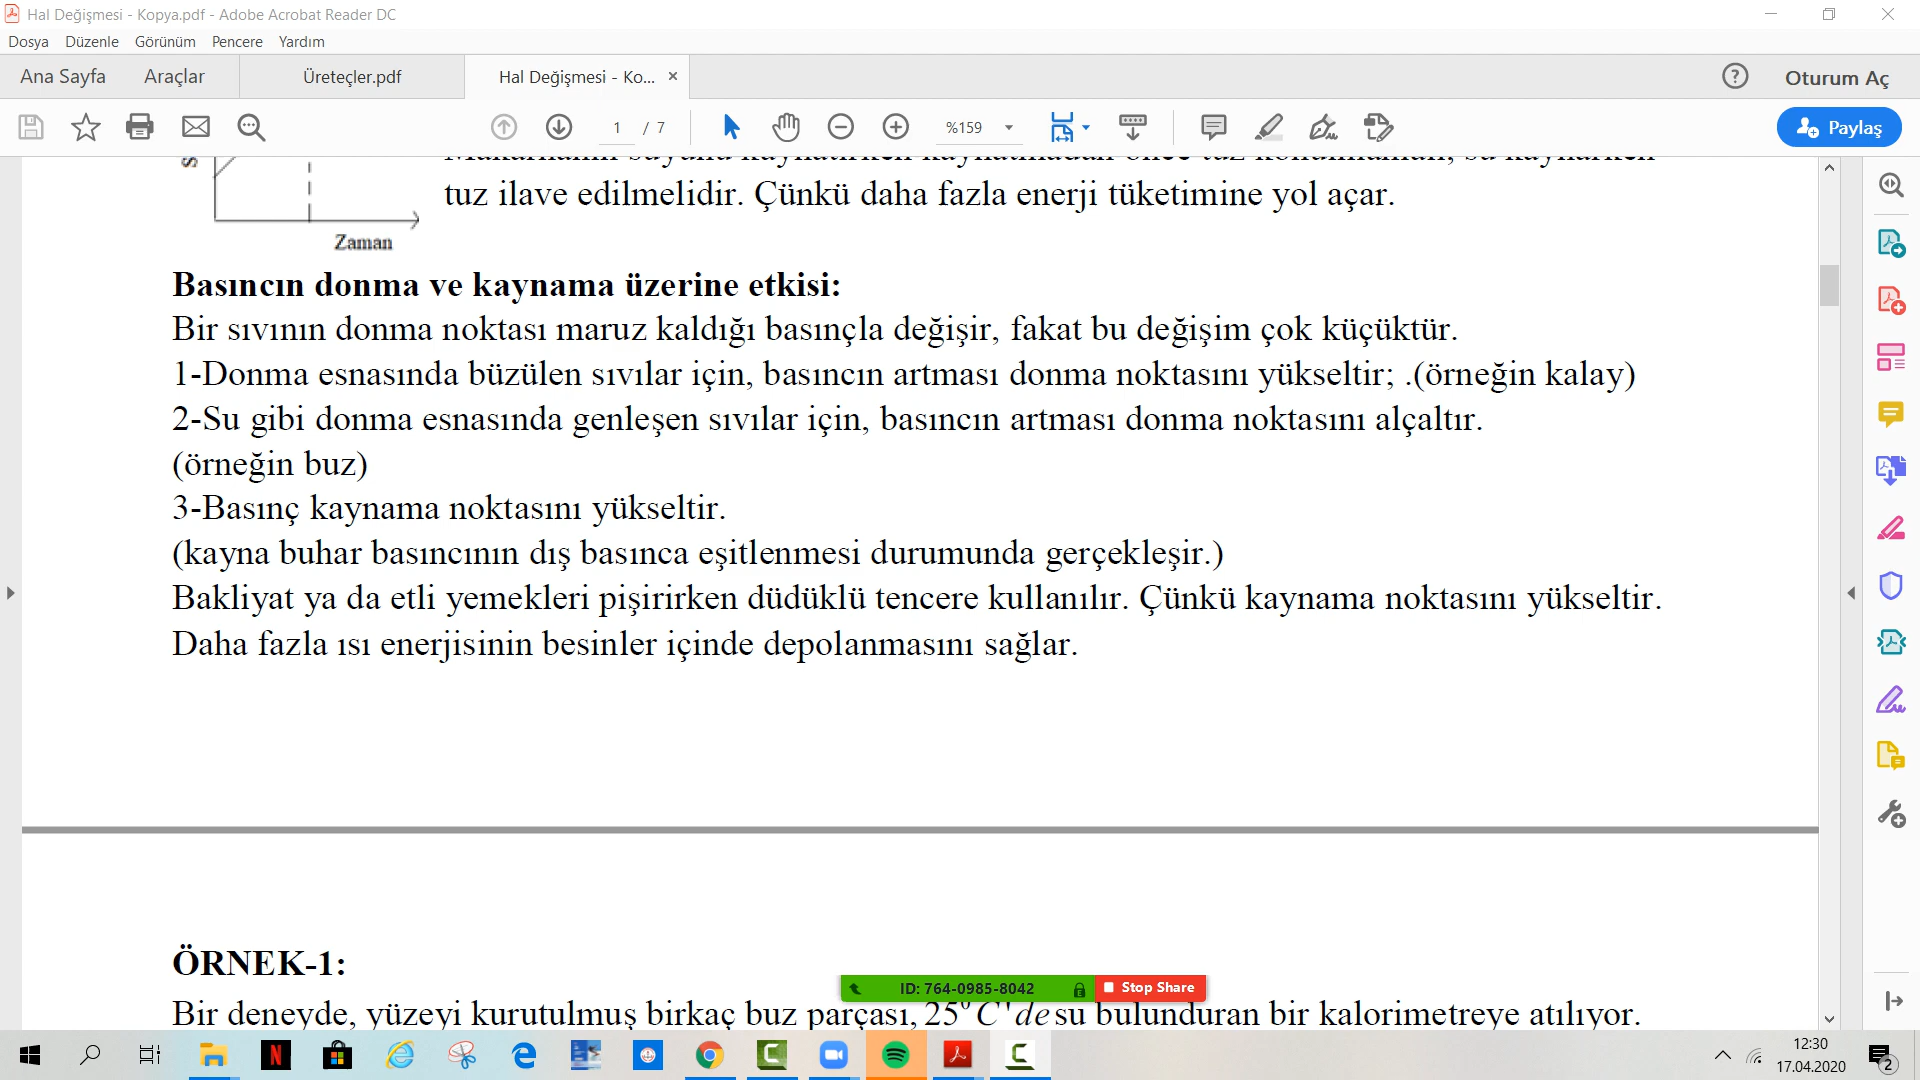 Hal Değişmesi - Kopya.pdf - Adobe Acrobat Reader DC
Dosya Düzenle Görünüm Pencere Yardım
Ana Sayfa Araçlar Üreteçler.pdf Hal Değişmesi - Ko... × ? Oturum Aç
1 / 7 %159 Paylaş
tuz ilave edilmelidir. Çünkü daha fazla enerji tüketimine yol açar.
Zaman
Basıncın donma ve kaynama üzerine etkisi:
Bir sıvının donma noktası maruz kaldığı basınçla değişir, fakat bu değişim çok küçüktür.
1-Donma esnasında büzülen sıvılar için, basıncın artması donma noktasını yükseltir; .(örneğin kalay)
2-Su gibi donma esnasında genleşen sıvılar için, basıncın artması donma noktasını alçaltır.
(örneğin buz)
3-Basınç kaynama noktasını yükseltir.
(kayna buhar basıncının dış basınca eşitlenmesi durumunda gerçekleşir.)
Bakliyat ya da etli yemekleri pişirirken düdüklü tencere kullanılır. Çünkü kaynama noktasını yükseltir.
Daha fazla ısı enerjisinin besinler içinde depolanmasını sağlar.
ÖRNEK-1:
ID: 764-0985-8042 Stop Share
Bir deneyde, yüzeyi kurutulmuş birkaç buz parçası, 25⁰ C'de su bulunduran bir kalorimetreye atılıyor.
12:30
17.04.2020
2